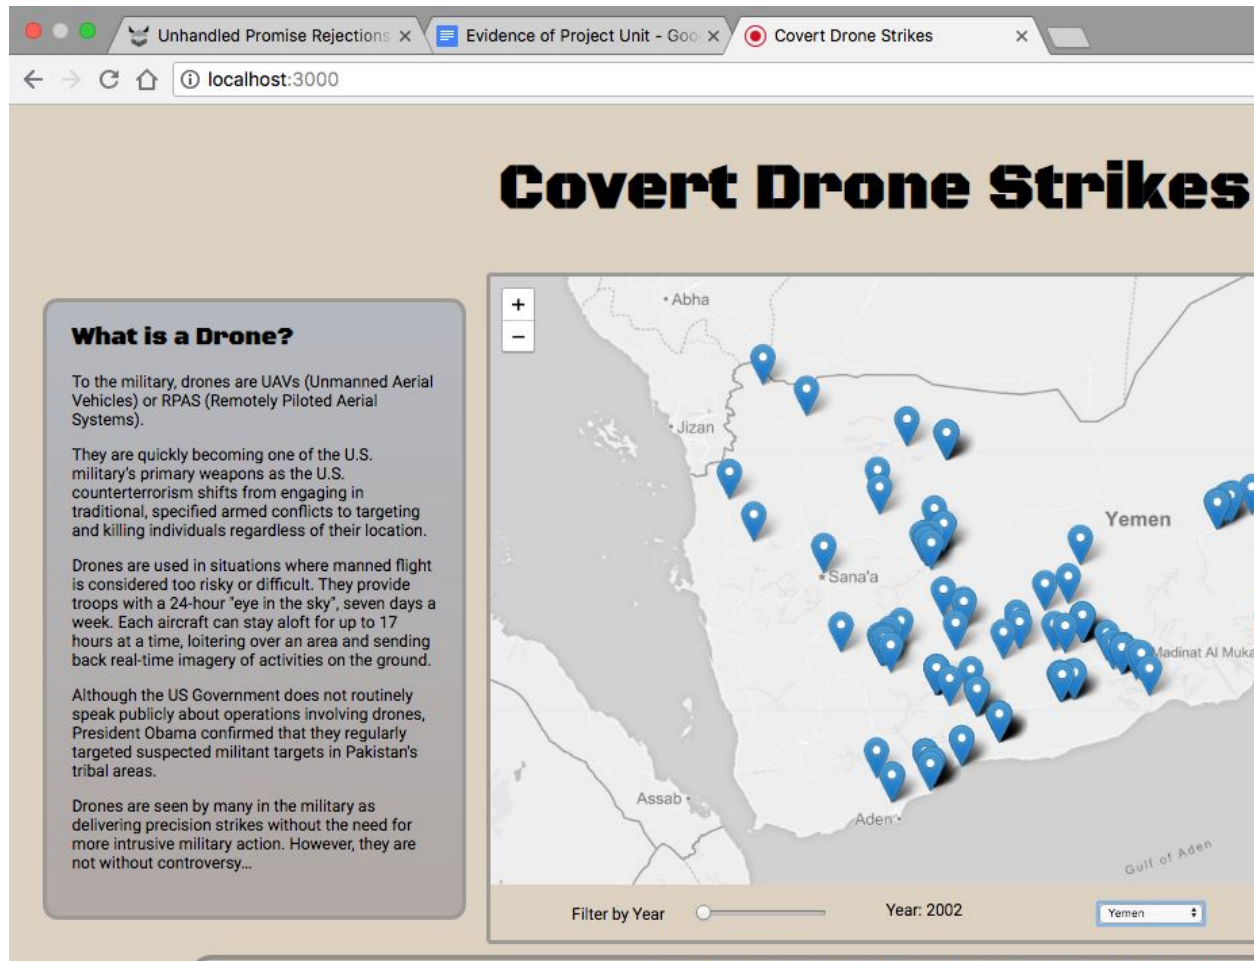 Unhandled Promise Rejections
Evidence of Project Unit - Goo
Covert Drone Strikes
localhost:3000
Covert Drone Strikes
What is a Drone?
To the military, drones are UAVs (Unmanned Aerial
Vehicles) or RPAS (Remotely Piloted Aerial
Systems).
They are quickly becoming one of the U.S.
military's primary weapons as the U.S.
counterterrorism shifts from engaging in
traditional, specified armed conflicts to targeting
and killing individuals regardless of their location.
Drones are used in situations where manned flight
is considered too risky or difficult. They provide
troops with a 24-hour "eye in the sky", seven days a
week. Each aircraft can stay aloft for up to 17
hours at a time, loitering over an area and sending
back real-time imagery of activities on the ground.
Although the US Government does not routinely
speak publicly about operations involving drones,
President Obama confirmed that they regularly
targeted suspected militant targets in Pakistan's
tribal areas.
Drones are seen by many in the military as
delivering precision strikes without the need for
more intrusive military action. However, they are
not without controversy...
+
−
Abha
Jizan
Yemen
Sana'a
Madinat Al Muka
Assab
Aden
Gulf of Aden
Filter by Year
Year: 2002
Yemen